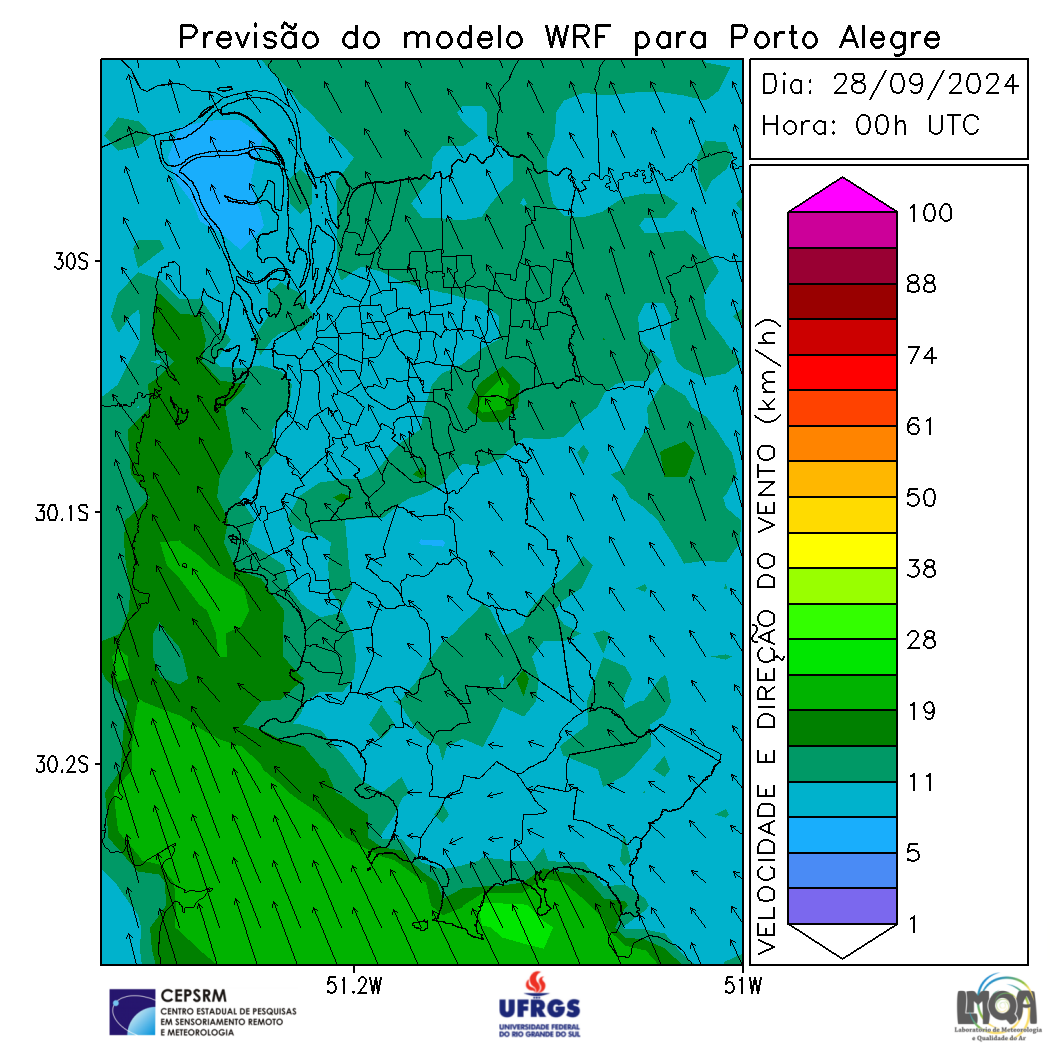 Previsão do modelo WRF para Porto Alegre
Dia: 28/09/2024
Hora: 00h UTC
30S
30.1S
30.2S
51.2W
51W
VELOCIDADE E DIREÇÃO DO VENTO (km/h)
100
88
74
61
50
38
28
19
11
5
1
CEPSRM
CENTRO ESTADUAL DE PESQUISAS
EM SENSORIAMENTO REMOTO
E METEOROLOGIA
UFRGS
UNIVERSIDADE FEDERAL
DO RIO GRANDE DO SUL
LMQA
Laboratório de Meteorologia
e Qualidade do Ar